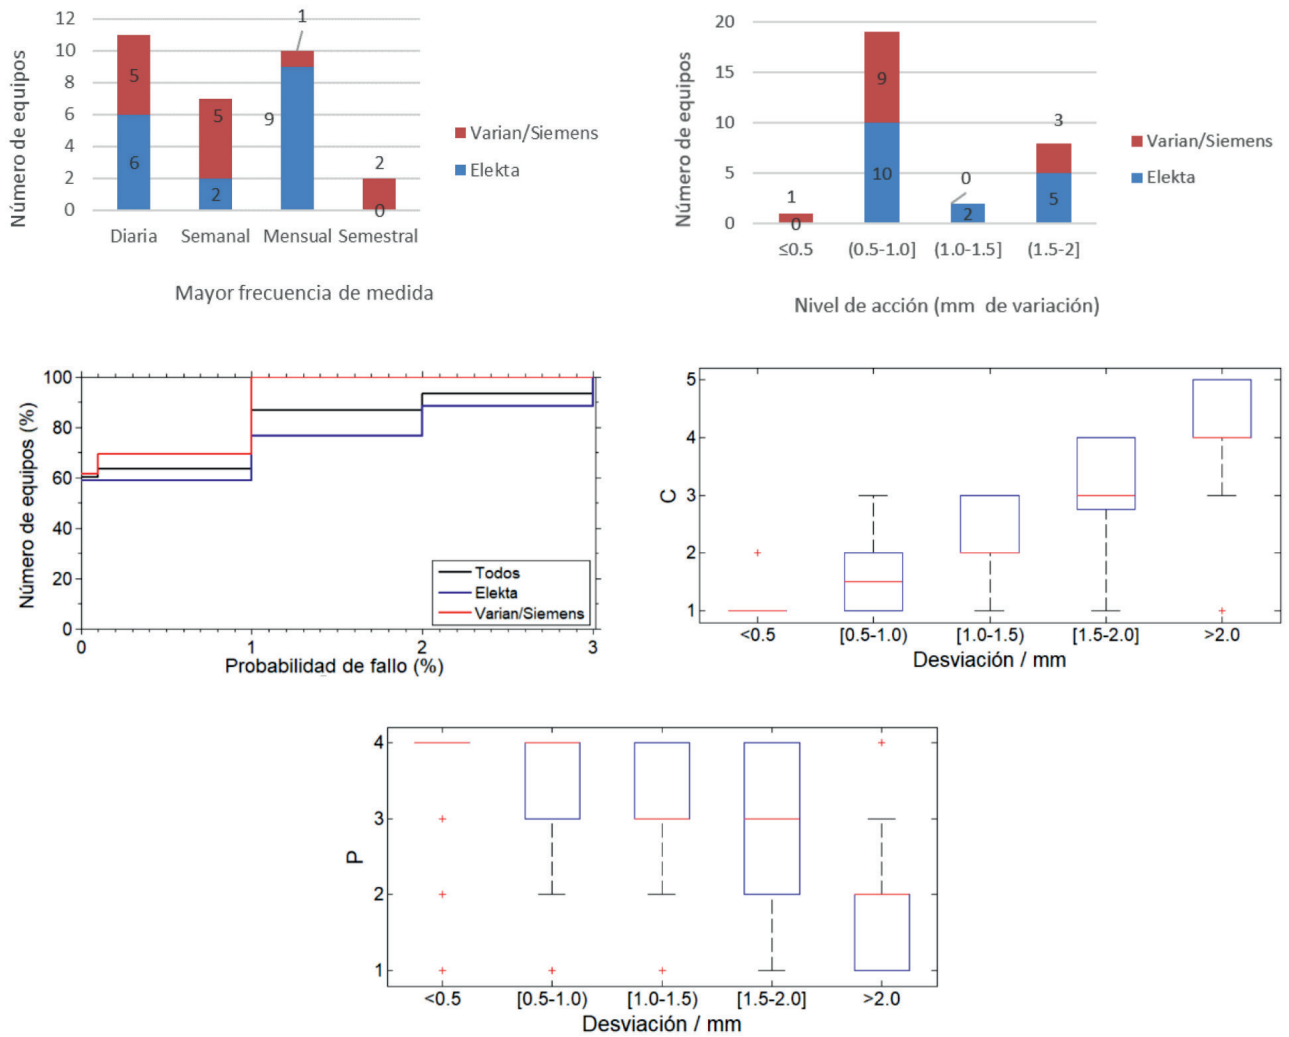 Número de equipos
12
10
8
6
4
2
0
1
5
6
5
2
9
2
0
Diaria Semanal Mensual Semestral
Mayor frecuencia de medida
Varian/Siemens
Elekta
Número de equipos
20
15
10
5
0
1
0
9
10
0
2
3
5
≤0.5 (0.5-1.0] (1.0-1.5] (1.5-2]
Nivel de acción (mm de variación)
Varian/Siemens
Elekta
Número de equipos (%)
100
80
60
40
20
0
0 1 2 3
Probabilidad de fallo (%)
Todos
Elekta
Varian/Siemens
C
5
4
3
2
1
<0.5 [0.5-1.0) [1.0-1.5) [1.5-2.0] >2.0
Desviación / mm
P
4
3
2
1
<0.5 [0.5-1.0) [1.0-1.5) [1.5-2.0] >2.0
Desviación / mm